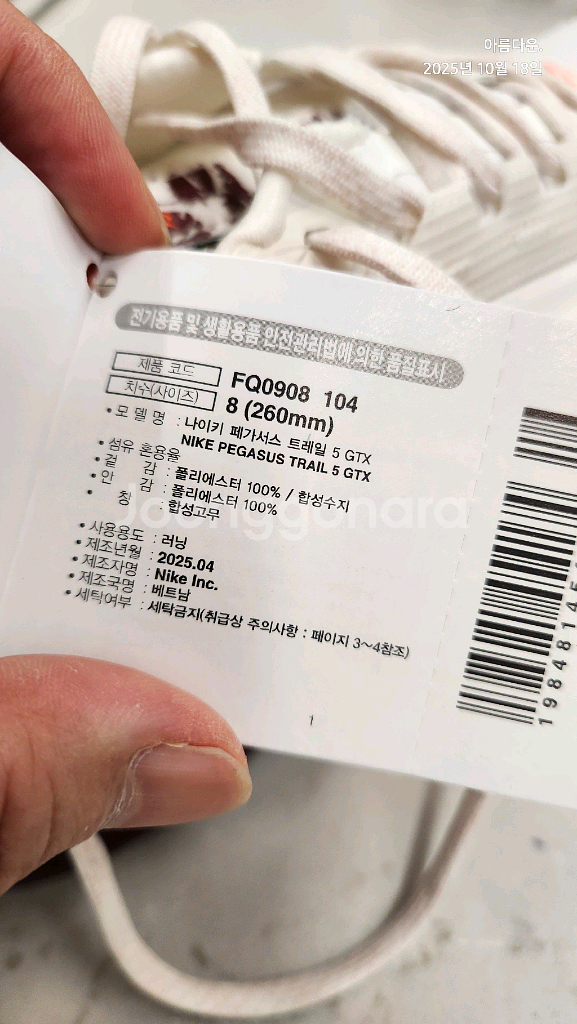 아름다운.
2025년 10월 18일
전기용품 및 생활용품 안전관리법에 의한 품질표시
제품 코드 FQ0908 104
치수(사이즈) 8 (260mm)
•모 델 명 : 나이키 페가서스 트레일 5 GTX
NIKE PEGASUS TRAIL 5 GTX
•섬유 혼용율
•겉 감 : 폴리에스터 100% / 합성수지
•안 감 : 폴리에스터 100%
• 창 : 합성고무
Joonggonara
•사용용도 : 러닝
•제조년월 : 2025.04
•제조자명 : Nike Inc.
•제조국명 : 베트남
•세탁여부 : 세탁금지(취급상 주의사항 : 페이지 3~4참조)
1